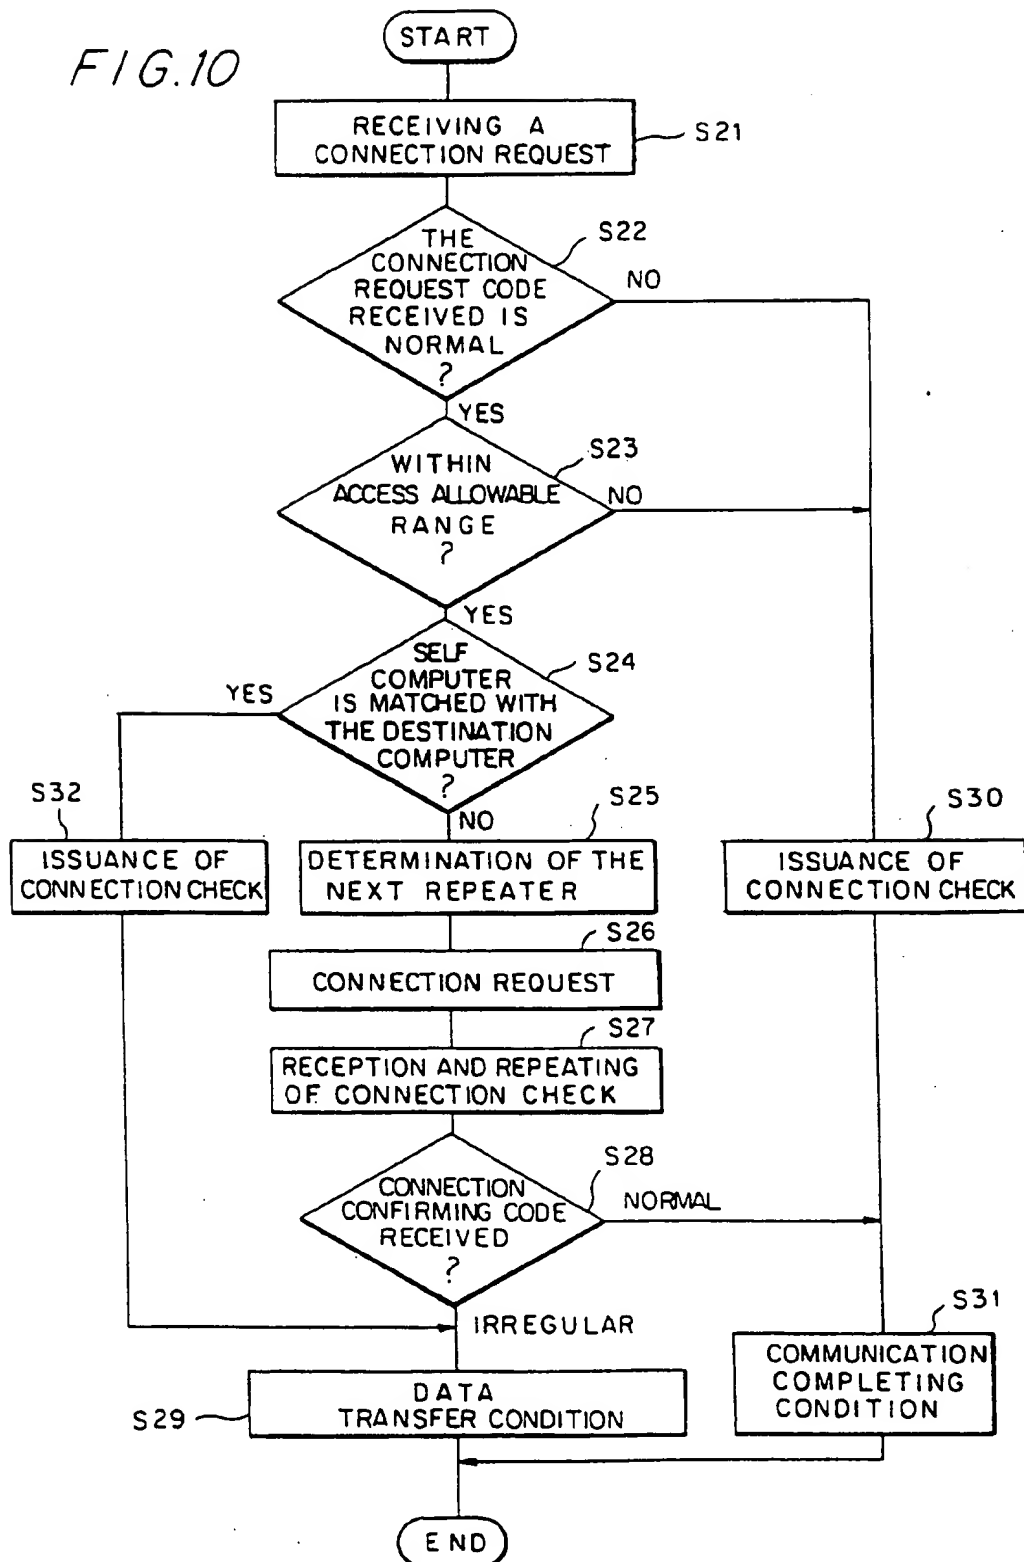 FIG.10
START
RECEIVING A
CONNECTION REQUEST
S21
THE
CONNECTION
REQUEST CODE
RECEIVED IS
NORMAL
?
S22
NO
YES
WITHIN
ACCESS ALLOWABLE
RANGE
?
S23
NO
YES
SELF
COMPUTER
IS MATCHED WITH
THE DESTINATION
COMPUTER
?
S24
YES
NO
S32
ISSUANCE OF
CONNECTION CHECK
S25
DETERMINATION OF THE
NEXT REPEATER
S30
ISSUANCE OF
CONNECTION CHECK
S26
CONNECTION REQUEST
S27
RECEPTION AND REPEATING
OF CONNECTION CHECK
S28
CONNECTION
CONFIRMING CODE
RECEIVED
?
NORMAL
IRREGULAR
S31
COMMUNICATION
COMPLETING
CONDITION
S29
DATA
TRANSFER CONDITION
END